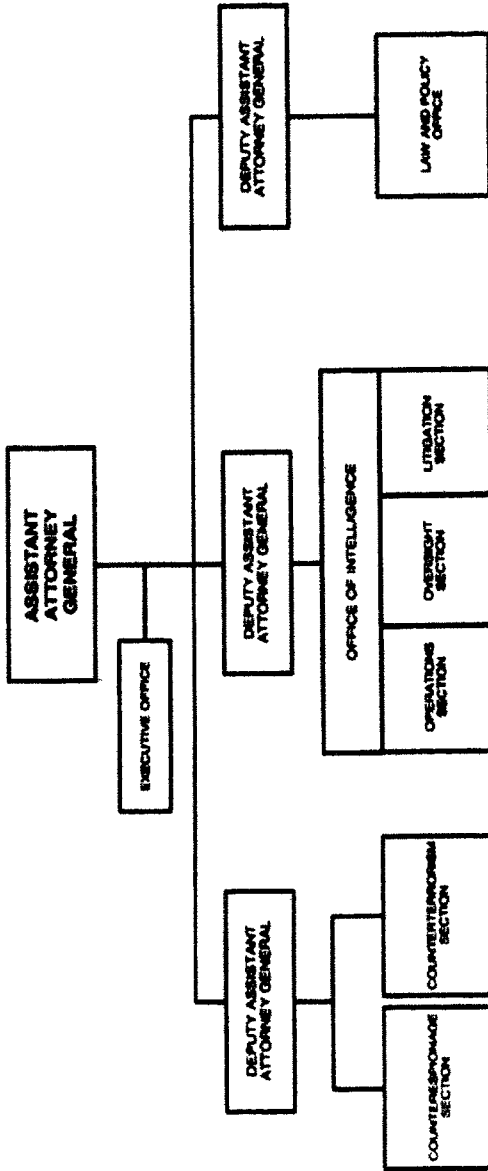 ASSISTANT
ATTORNEY
GENERAL
EXECUTIVE OFFICE
DEPUTY ASSISTANT
ATTORNEY GENERAL
DEPUTY ASSISTANT
ATTORNEY GENERAL
DEPUTY ASSISTANT
ATTORNEY GENERAL
COUNTERESPIONAGE
SECTION
COUNTERTERRORISM
SECTION
OFFICE OF INTELLIGENCE
OPERATIONS
SECTION
OVERSIGHT
SECTION
LITIGATION
SECTION
LAW AND POLICY
OFFICE